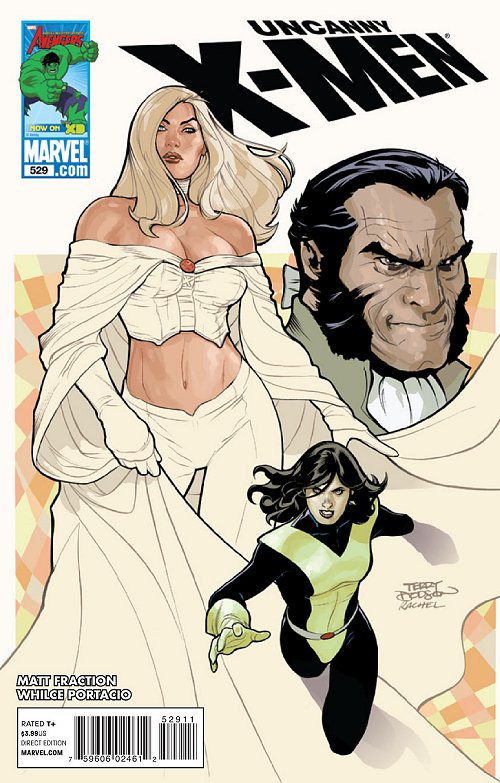 UNCANNY
X-MEN
MARVEL
AVENGERS
NOW ON XD
MARVEL
529
.com
TERRY
DODSON
RACHEL
MATT FRACTION
WHILCE PORTACIO
RATED T+
$3.99US
DIRECT EDITION
MARVEL.COM
52911
7 59606 02461 2